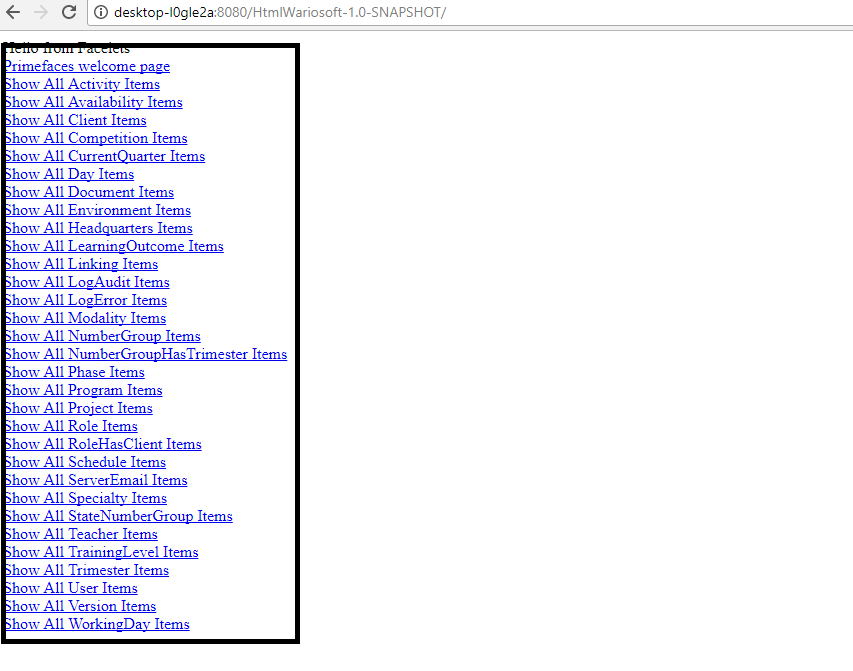 desktop-l0gle2a:8080/HtmlWariosoft-1.0-SNAPSHOT/
Hello from Facelets
Primefaces welcome page
Show All Activity Items
Show All Availability Items
Show All Client Items
Show All Competition Items
Show All CurrentQuarter Items
Show All Day Items
Show All Document Items
Show All Environment Items
Show All Headquarters Items
Show All LearningOutcome Items
Show All Linking Items
Show All LogAudit Items
Show All LogError Items
Show All Modality Items
Show All NumberGroup Items
Show All NumberGroupHasTrimester Items
Show All Phase Items
Show All Program Items
Show All Project Items
Show All Role Items
Show All RoleHasClient Items
Show All Schedule Items
Show All ServerEmail Items
Show All Specialty Items
Show All StateNumberGroup Items
Show All Teacher Items
Show All TrainingLevel Items
Show All Trimester Items
Show All User Items
Show All Version Items
Show All WorkingDay Items